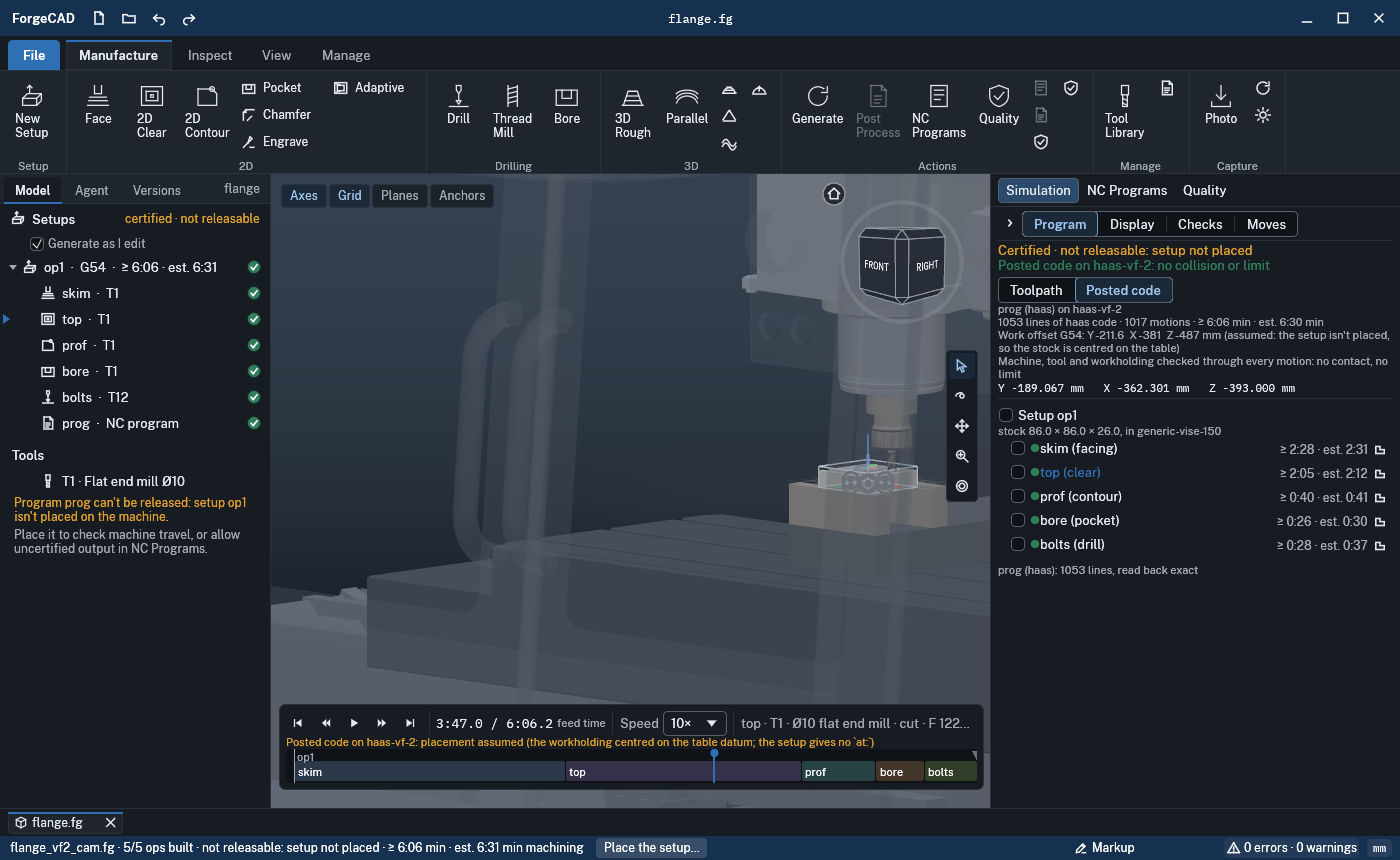 ForgeCAD
flange.fg
File
Manufacture
Inspect
View
Manage
New Setup
Setup
Face
2D Clear
2D Contour
Pocket
Chamfer
Engrave
Adaptive
2D
Drill
Thread Mill
Bore
Drilling
3D Rough
Parallel
3D
Generate
Post Process
NC Programs
Quality
Actions
Tool Library
Manage
Photo
Capture
Model
Agent
Versions
flange
Setups
certified · not releasable
Generate as I edit
op1 · G54 · ≥ 6:06 · est. 6:31
skim · T1
top · T1
prof · T1
bore · T1
bolts · T12
prog · NC program
Tools
T1 · Flat end mill Ø10
Program prog can't be released: setup op1
isn't placed on the machine.
Place it to check machine travel, or allow
uncertified output in NC Programs.
Axes
Grid
Planes
Anchors
FRONT
RIGHT
3:47.0 / 6:06.2 feed time
Speed
10×
top · T1 · Ø10 flat end mill · cut · F 122...
Posted code on haas-vf-2: placement assumed (the workholding centred on the table datum; the setup gives no `at:`)
op1
skim
top
prof
bore
bolts
Simulation
NC Programs
Quality
Program
Display
Checks
Moves
Certified · not releasable: setup not placed
Posted code on haas-vf-2: no collision or limit
Toolpath
Posted code
prog (haas) on haas-vf-2
1053 lines of haas code · 1017 motions · ≥ 6:06 min · est. 6:30 min
Work offset G54: Y -211.6 X -381 Z -487 mm (assumed: the setup isn't placed,
so the stock is centred on the table)
Machine, tool and workholding checked through every motion: no contact, no
limit
Y -189.067 mm X -362.301 mm Z -393.000 mm
Setup op1
stock 86.0 × 86.0 × 26.0, in generic-vise-150
skim (facing) ≥ 2:28 · est. 2:31
top (clear) ≥ 2:05 · est. 2:12
prof (contour) ≥ 0:40 · est. 0:41
bore (pocket) ≥ 0:26 · est. 0:30
bolts (drill) ≥ 0:28 · est. 0:37
prog (haas): 1053 lines, read back exact
flange.fg
flange_vf2_cam.fg · 5/5 ops built · not releasable: setup not placed · ≥ 6:06 min · est. 6:31 min machining
Place the setup...
Markup
0 errors · 0 warnings
mm